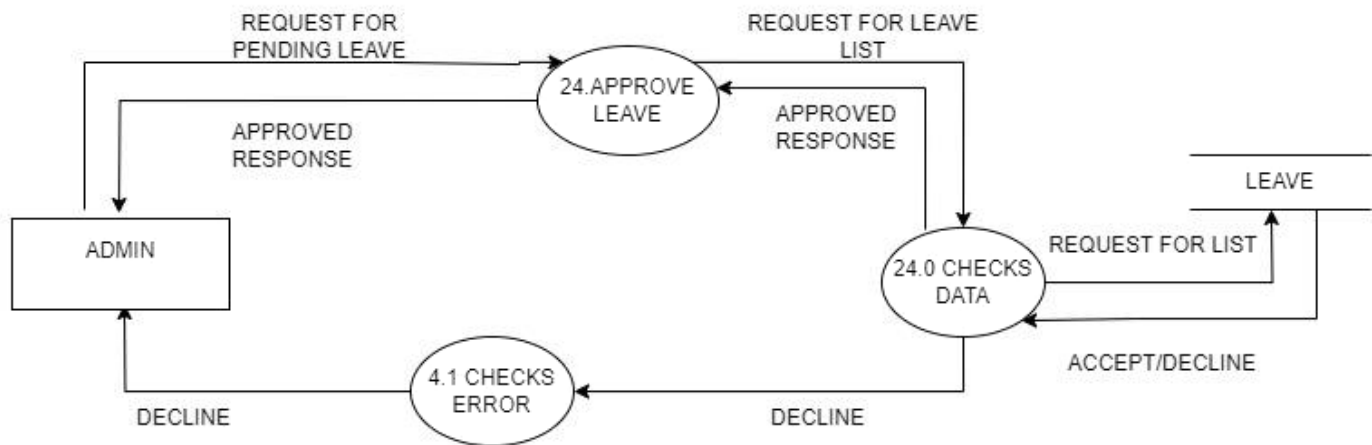 REQUEST FOR
PENDING LEAVE
REQUEST FOR LEAVE
LIST
24.APPROVE
LEAVE
APPROVED
RESPONSE
APPROVED
RESPONSE
LEAVE
ADMIN
REQUEST FOR LIST
24.0 CHECKS
DATA
ACCEPT/DECLINE
4.1 CHECKS
ERROR
DECLINE
DECLINE